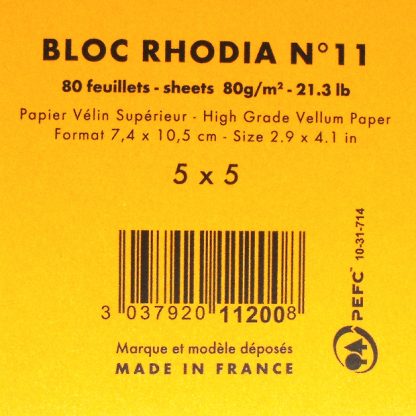 BLOC RHODIA N°11
80 feuillets - sheets 80g/m² - 21.3 lb
Papier Vélin Supérieur - High Grade Vellum Paper
Format 7,4 x 10,5 cm - Size 2.9 x 4.1 in
5 x 5
3 037920 112008
Marque et modèle déposés
MADE IN FRANCE
PEFC™ 10-31-714